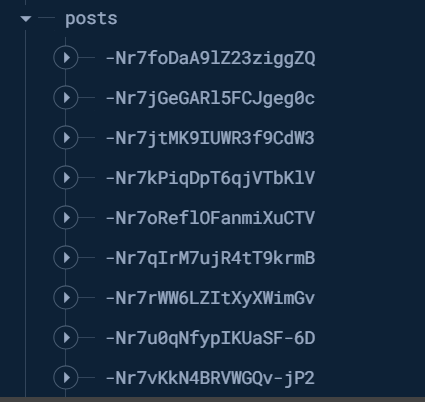 posts
-Nr7foDaA9lZ23ziggZQ
-Nr7jGeGARl5FCJgeg0c
-Nr7jtMK9IUWR3f9CdW3
-Nr7kPiqDpT6qjVTbKlV
-Nr7oReflOFanmiXuCTV
-Nr7qIrM7ujR4tT9krmB
-Nr7rWW6LZItXyXWimGv
-Nr7u0qNfypIKUaSF-6D
-Nr7vKkN4BRVWGQv-jP2